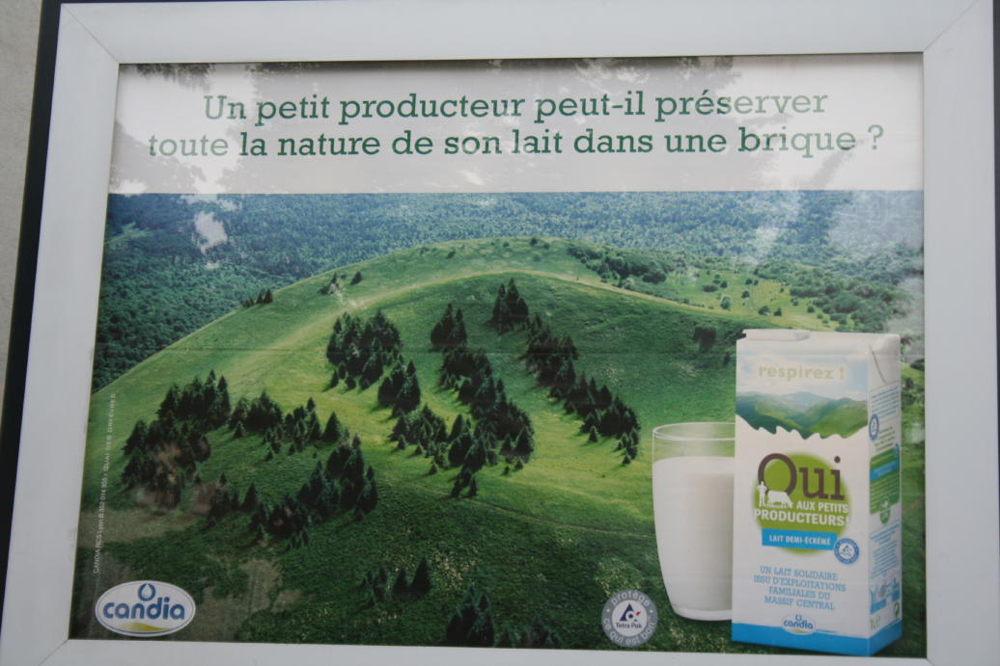 Un petit producteur peut-il préserver
toute la nature de son lait dans une brique ?
respirez !
Oui
AUX PETITS
PRODUCTEURS!
LAIT DEMI-ÉCRÉMÉ
UN LAIT SOLIDAIRE
ISSU D'EXPLOITATIONS
FAMILIALES DU
MASSIF CENTRAL
candia
candia
protège
Tetra Pak
ce qui est bon